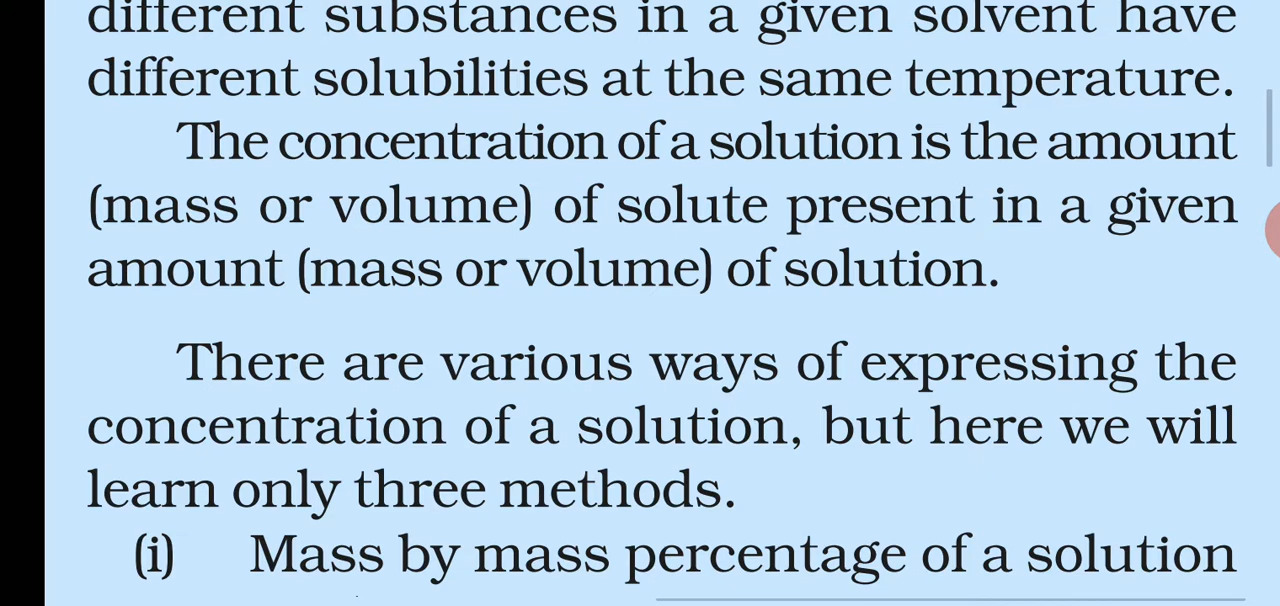 different substances in a given solvent have
different solubilities at the same temperature.
The concentration of a solution is the amount
(mass or volume) of solute present in a given
amount (mass or volume) of solution.
There are various ways of expressing the
concentration of a solution, but here we will
learn only three methods.
(i) Mass by mass percentage of a solution